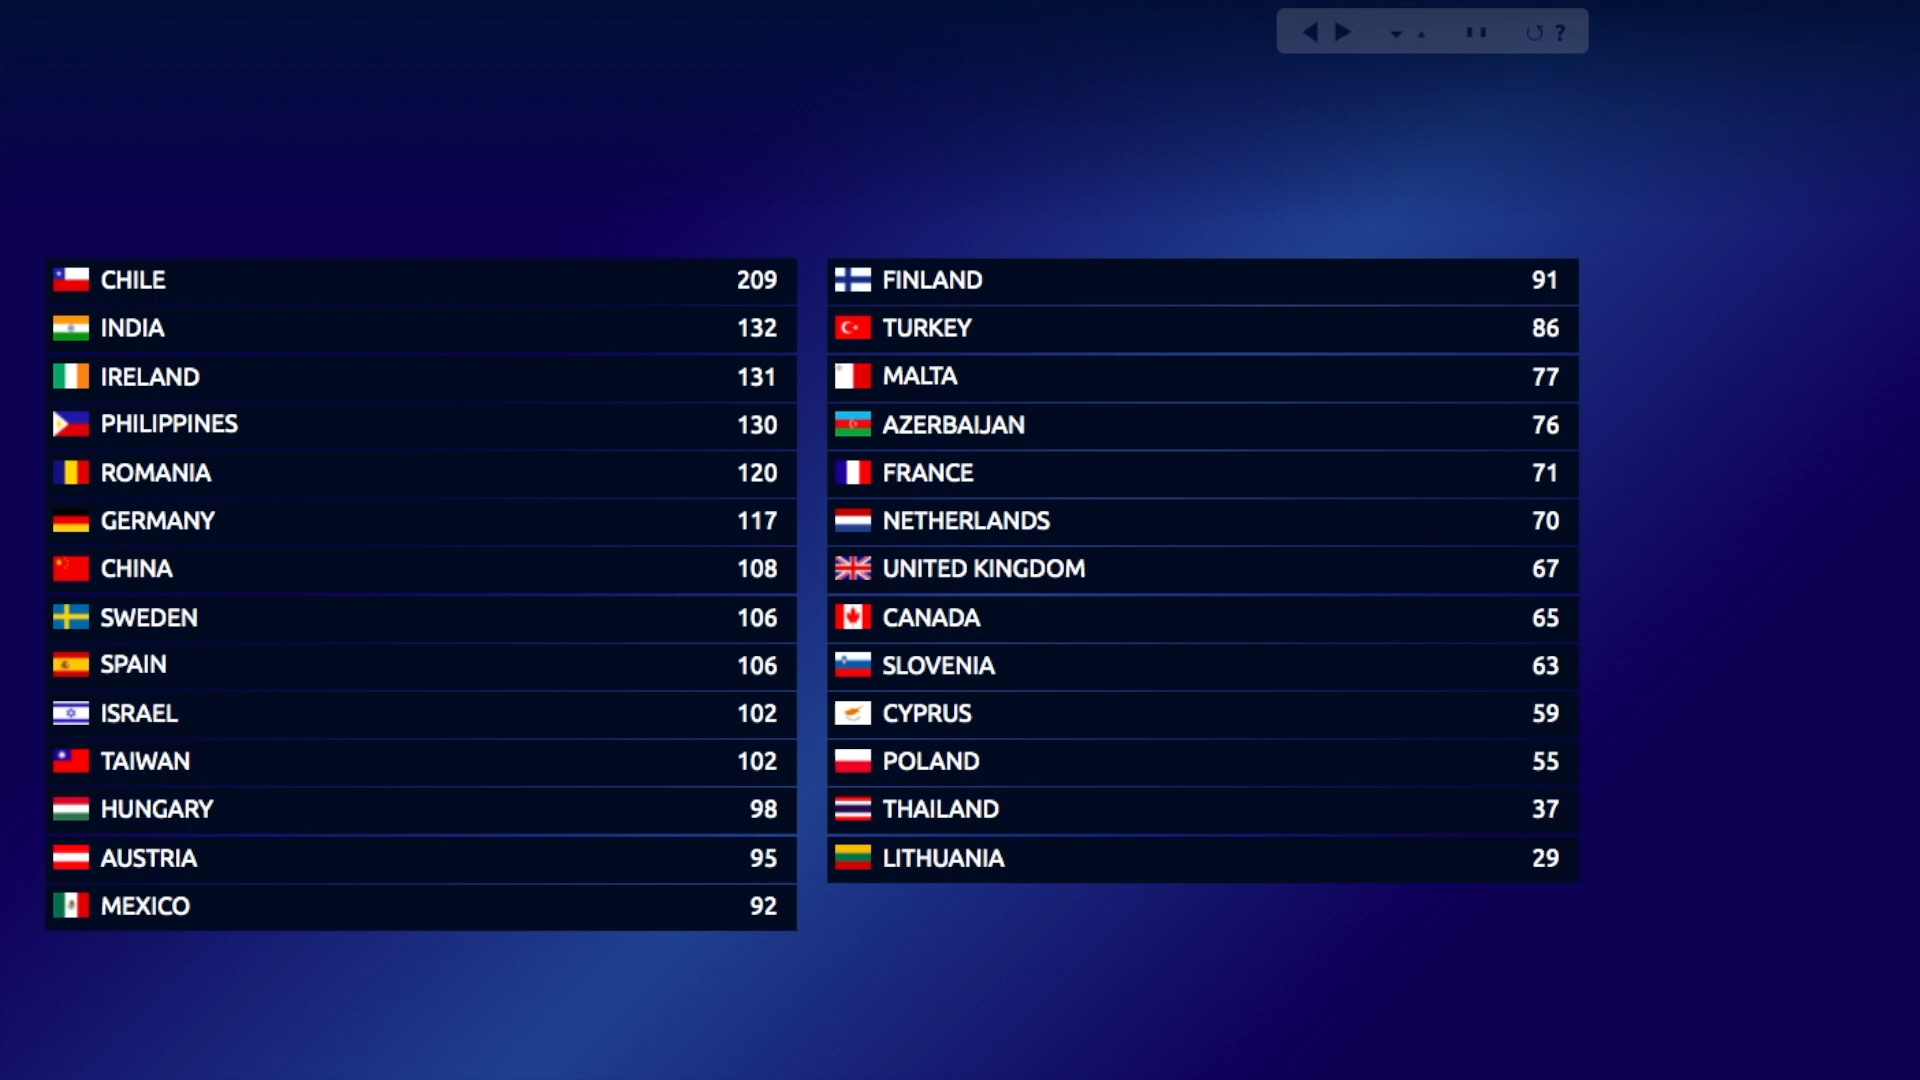 ?
CHILE 209
INDIA 132
IRELAND 131
PHILIPPINES 130
ROMANIA 120
GERMANY 117
CHINA 108
SWEDEN 106
SPAIN 106
ISRAEL 102
TAIWAN 102
HUNGARY 98
AUSTRIA 95
MEXICO 92
FINLAND 91
TURKEY 86
MALTA 77
AZERBAIJAN 76
FRANCE 71
NETHERLANDS 70
UNITED KINGDOM 67
CANADA 65
SLOVENIA 63
CYPRUS 59
POLAND 55
THAILAND 37
LITHUANIA 29